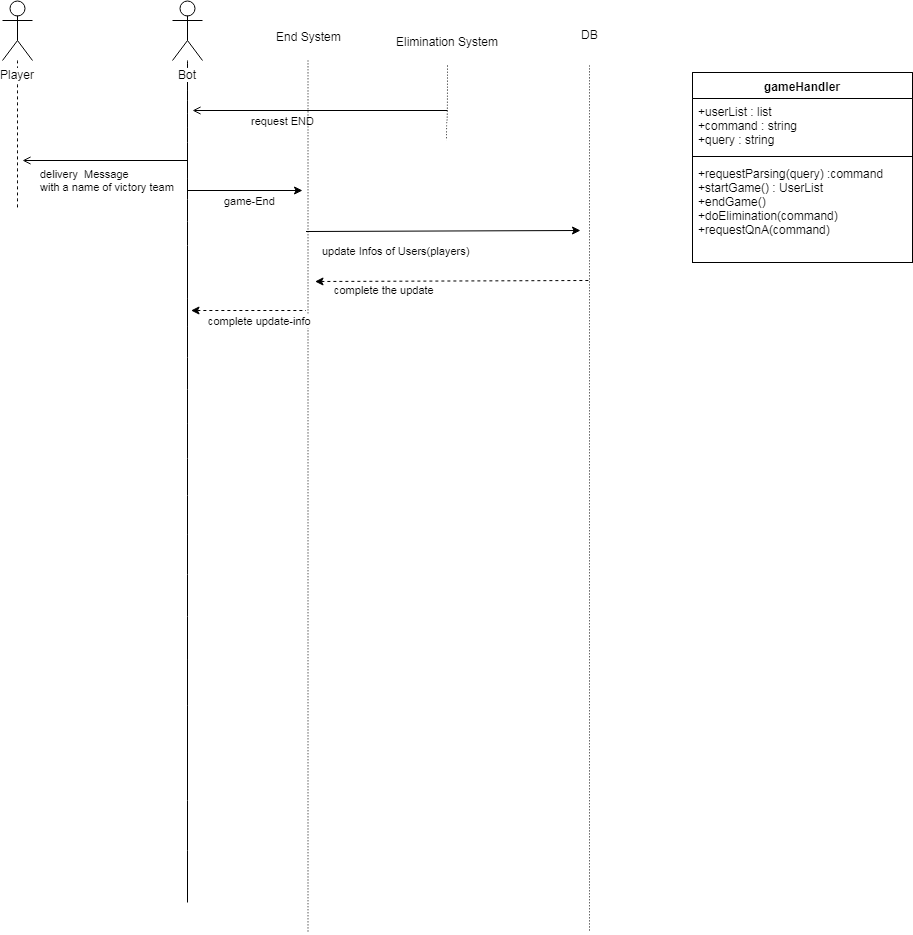 Player
Bot
End System
Elimination System
DB
request END
delivery  Message
with a name of victory team
game-End
update Infos of Users(players)
complete the update
complete update-info
gameHandler
+userList : list
+command : string
+query : string
+requestParsing(query) :command
+startGame() : UserList
+endGame()
+doElimination(command)
+requestQnA(command)